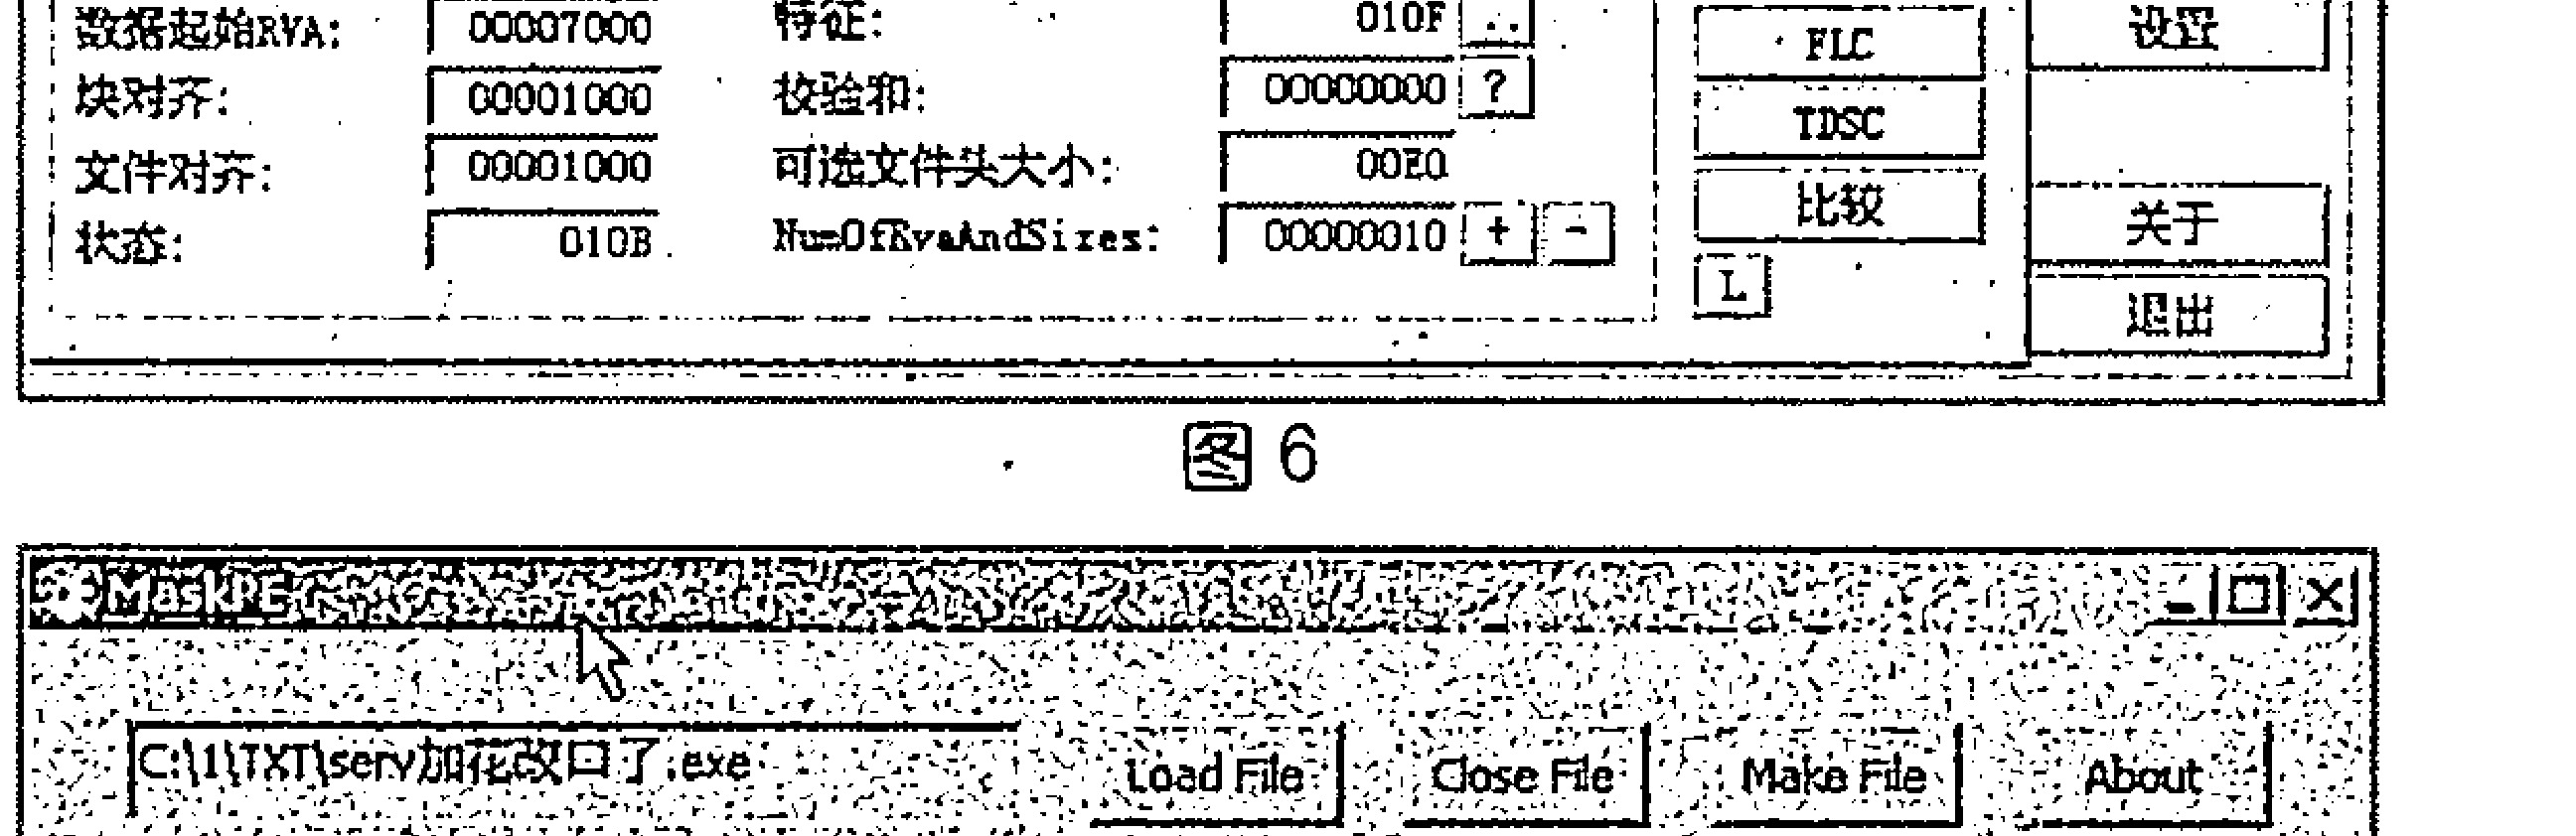 数据起始RVA: 00007000 特征: 010F ..
块对齐: 00001000 校验和: 00000000 ?
文件对齐: 00001000 可选文件头大小: 00E0
状态: 010B NumOfRvaAndSizes: 00000010 + -
FLC
TDSC
比较
L
设置
关于
退出
图 6
MaskPE
C:\1\TXT\serv加花改口了.exe Load File Close File Make File About